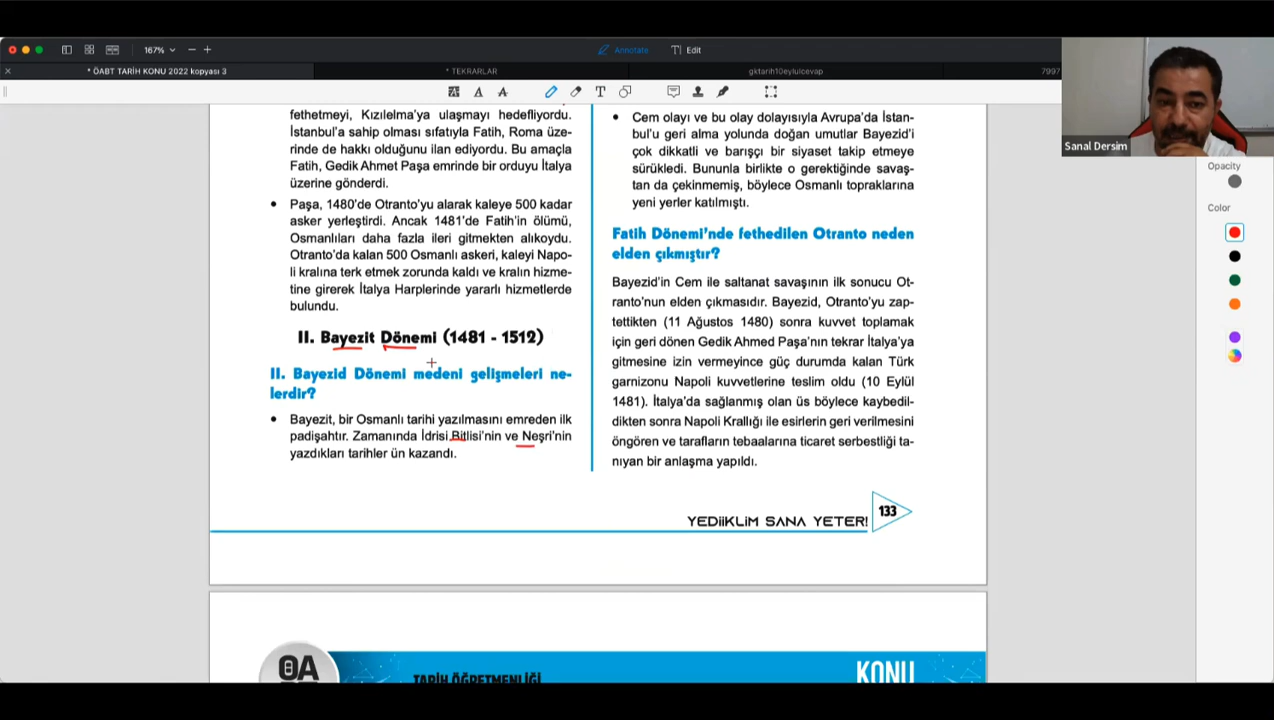 167%
Annotate
Edit
* ÖABT TARİH KONU 2022 kopyası 3
* TEKRARLAR
gktarih10eylulcevap
7997
Sanal Dersim
Opacity
Color
fethetmeyi, Kızılelma'ya ulaşmayı hedefliyordu.
İstanbul'a sahip olması sıfatıyla Fatih, Roma üze-
rinde de hakkı olduğunu ilan ediyordu. Bu amaçla
Fatih, Gedik Ahmet Paşa emrinde bir orduyu İtalya
üzerine gönderdi.
• Paşa, 1480'de Otranto'yu alarak kaleye 500 kadar
asker yerleştirdi. Ancak 1481'de Fatih'in ölümü,
Osmanlıları daha fazla ileri gitmekten alıkoydu.
Otranto'da kalan 500 Osmanlı askeri, kaleyi Napo-
li kralına terk etmek zorunda kaldı ve kralın hizme-
tine girerek İtalya Harplerinde yararlı hizmetlerde
bulundu.
II. Bayezit Dönemi (1481 - 1512)
II. Bayezid Dönemi medeni gelişmeleri ne-
lerdir?
• Bayezit, bir Osmanlı tarihi yazılmasını emreden ilk
padişahtır. Zamanında İdrisi Bitlisi'nin ve Neşri'nin
yazdıkları tarihler ün kazandı.
• Cem olayı ve bu olay dolayısıyla Avrupa'da İstan-
bul'u geri alma yolunda doğan umutlar Bayezid'i
çok dikkatli ve barışçı bir siyaset takip etmeye
sürükledi. Bununla birlikte o gerektiğinde savaş-
tan da çekinmemiş, böylece Osmanlı topraklarına
yeni yerler katılmıştı.
Fatih Dönemi'nde fethedilen Otranto neden
elden çıkmıştır?
Bayezid'in Cem ile saltanat savaşının ilk sonucu Ot-
ranto'nun elden çıkmasıdır. Bayezid, Otranto'yu zap-
tettikten (11 Ağustos 1480) sonra kuvvet toplamak
için geri dönen Gedik Ahmed Paşa'nın tekrar İtalya'ya
gitmesine izin vermeyince güç durumda kalan Türk
garnizonu Napoli kuvvetlerine teslim oldu (10 Eylül
1481). İtalya'da sağlanmış olan üs böylece kaybedil-
dikten sonra Napoli Krallığı ile esirlerin geri verilmesini
öngören ve tarafların tebaalarına ticaret serbestliği ta-
nıyan bir anlaşma yapıldı.
YEDiiKLiM SANA YETER!
133
ÖA
TARİH ÖĞRETMENLİĞİ
KONU